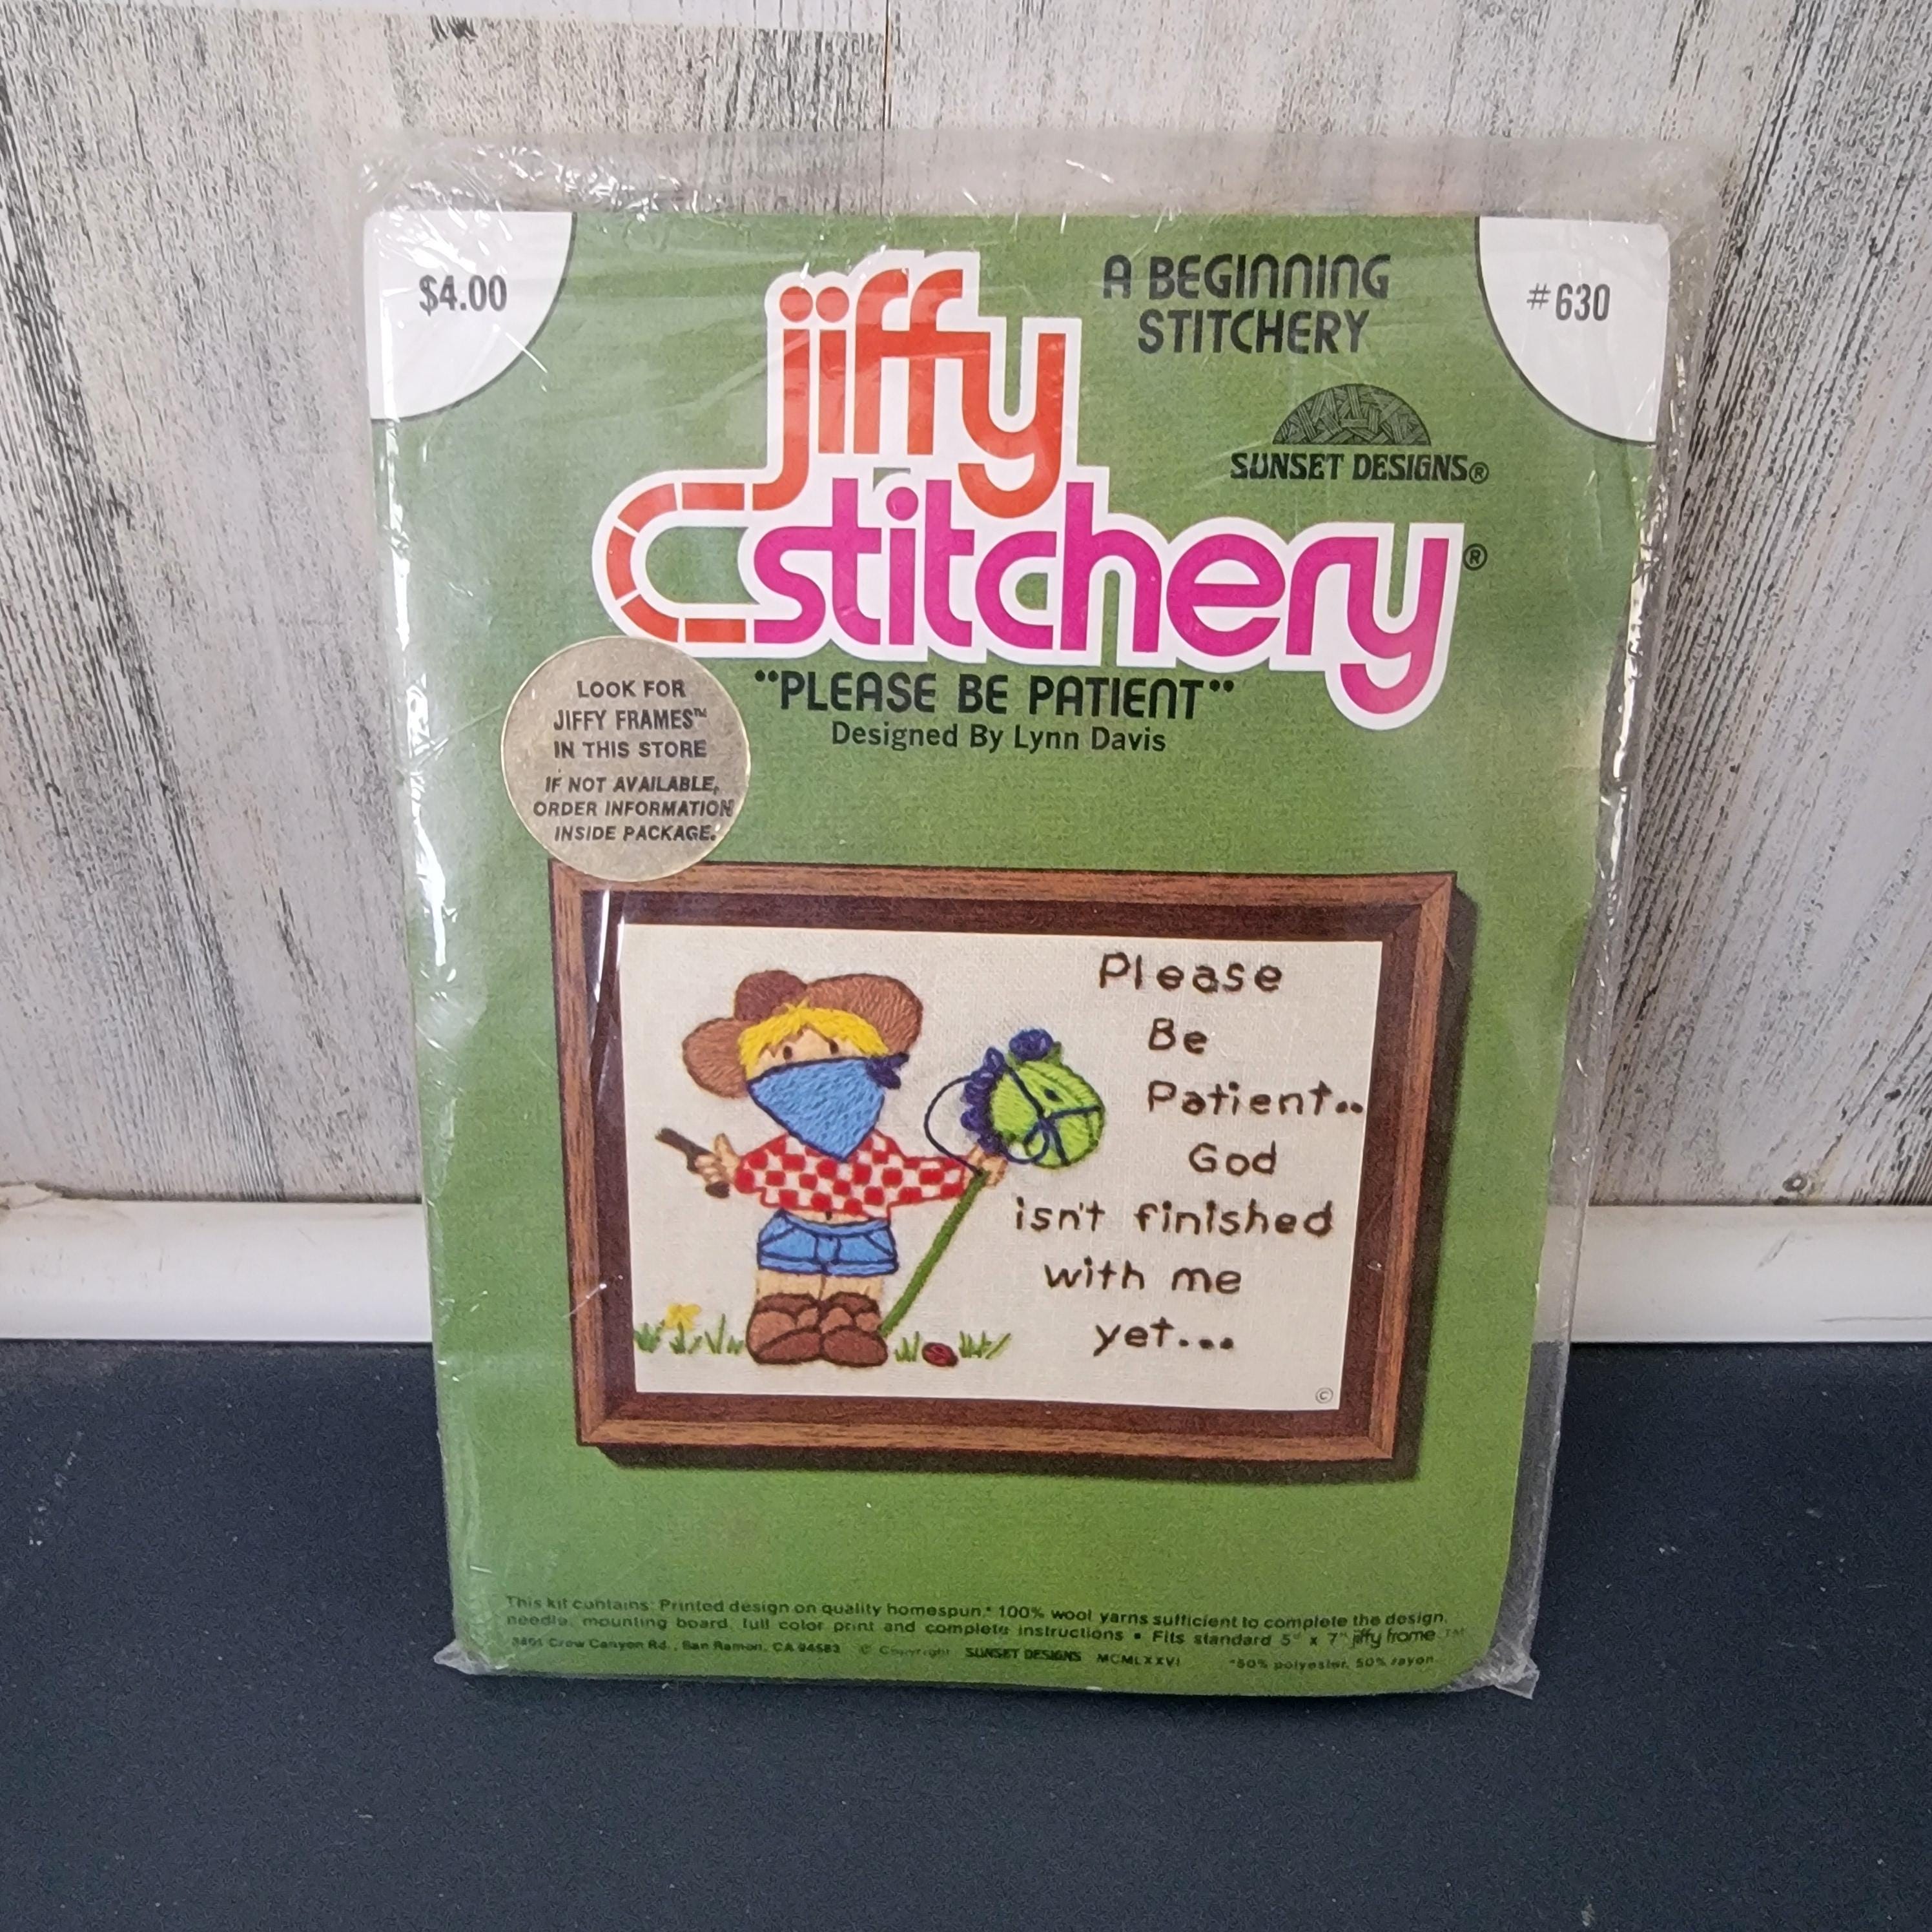 $4.00
jiffy
stitchery®
A BEGINNING
STITCHERY
#630
SUNSET DESIGNS®
"PLEASE BE PATIENT"
Designed By Lynn Davis
LOOK FOR
JIFFY FRAMES™
IN THIS STORE
IF NOT AVAILABLE,
ORDER INFORMATION
INSIDE PACKAGE.
Please
Be
Patient..
God
isn't finished
with me
yet...
©
This kit contains: Printed design on quality homespun,* 100% wool yarns sufficient to complete the design,
needle, mounting board, full color print and complete instructions • Fits standard 5" x 7" jiffy frame™
3401 Crow Canyon Rd., San Ramon, CA 94583 © Copyright SUNSET DESIGNS MCMLXXVI *50% polyester, 50% rayon